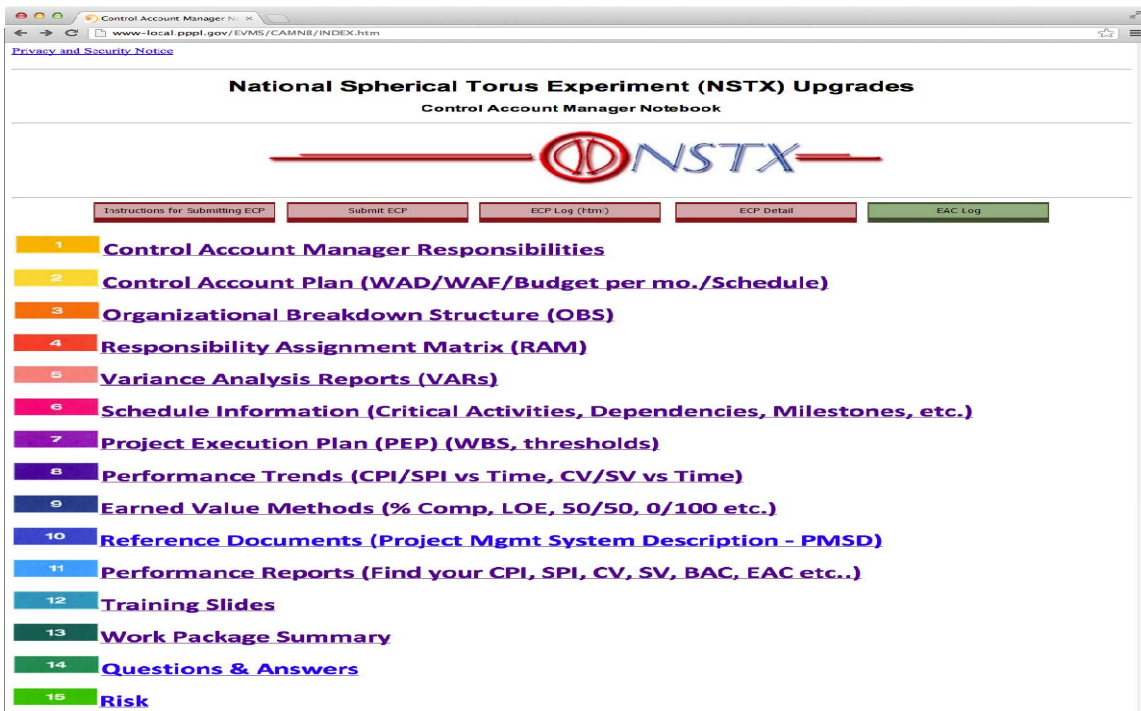 Control Account Manager N
www-local.pppl.gov/EVMS/CAMNB/INDEX.htm
Privacy and Security Notice
National Spherical Torus Experiment (NSTX) Upgrades
Control Account Manager Notebook
NSTX
Instructions for Submitting ECP Submit ECP ECP Log (html) ECP Detail EAC Log
1 Control Account Manager Responsibilities
2 Control Account Plan (WAD/WAF/Budget per mo./Schedule)
3 Organizational Breakdown Structure (OBS)
4 Responsibility Assignment Matrix (RAM)
5 Variance Analysis Reports (VARs)
6 Schedule Information (Critical Activities, Dependencies, Milestones, etc.)
7 Project Execution Plan (PEP) (WBS, thresholds)
8 Performance Trends (CPI/SPI vs Time, CV/SV vs Time)
9 Earned Value Methods (% Comp, LOE, 50/50, 0/100 etc.)
10 Reference Documents (Project Mgmt System Description - PMSD)
11 Performance Reports (Find your CPI, SPI, CV, SV, BAC, EAC etc..)
12 Training Slides
13 Work Package Summary
14 Questions & Answers
15 Risk